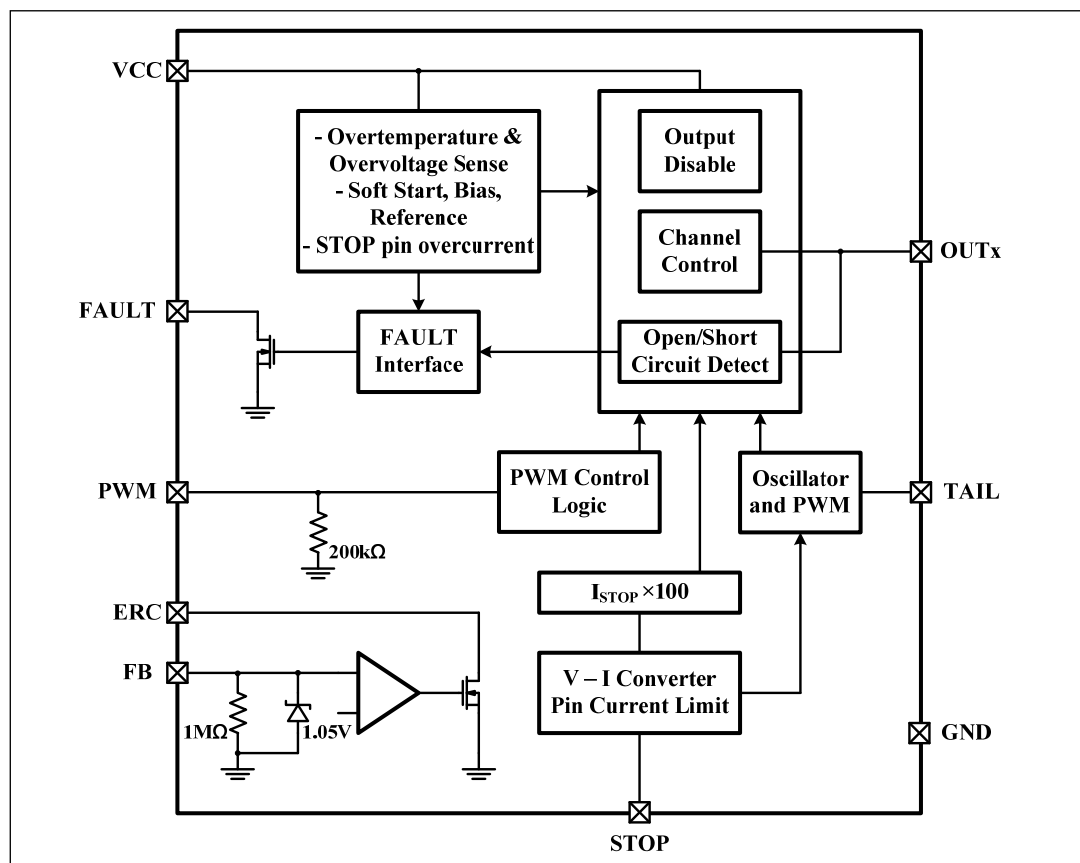 VCC
- Overtemperature &
Overvoltage Sense
- Soft Start, Bias,
Reference
- STOP pin overcurrent
Output
Disable
Channel
Control
OUTx
FAULT
FAULT
Interface
Open/Short
Circuit Detect
PWM
PWM Control
Logic
Oscillator
and PWM
TAIL
200kΩ
ERC
ISTOP ×100
FB
V – I Converter
Pin Current Limit
1MΩ
1.05V
GND
STOP